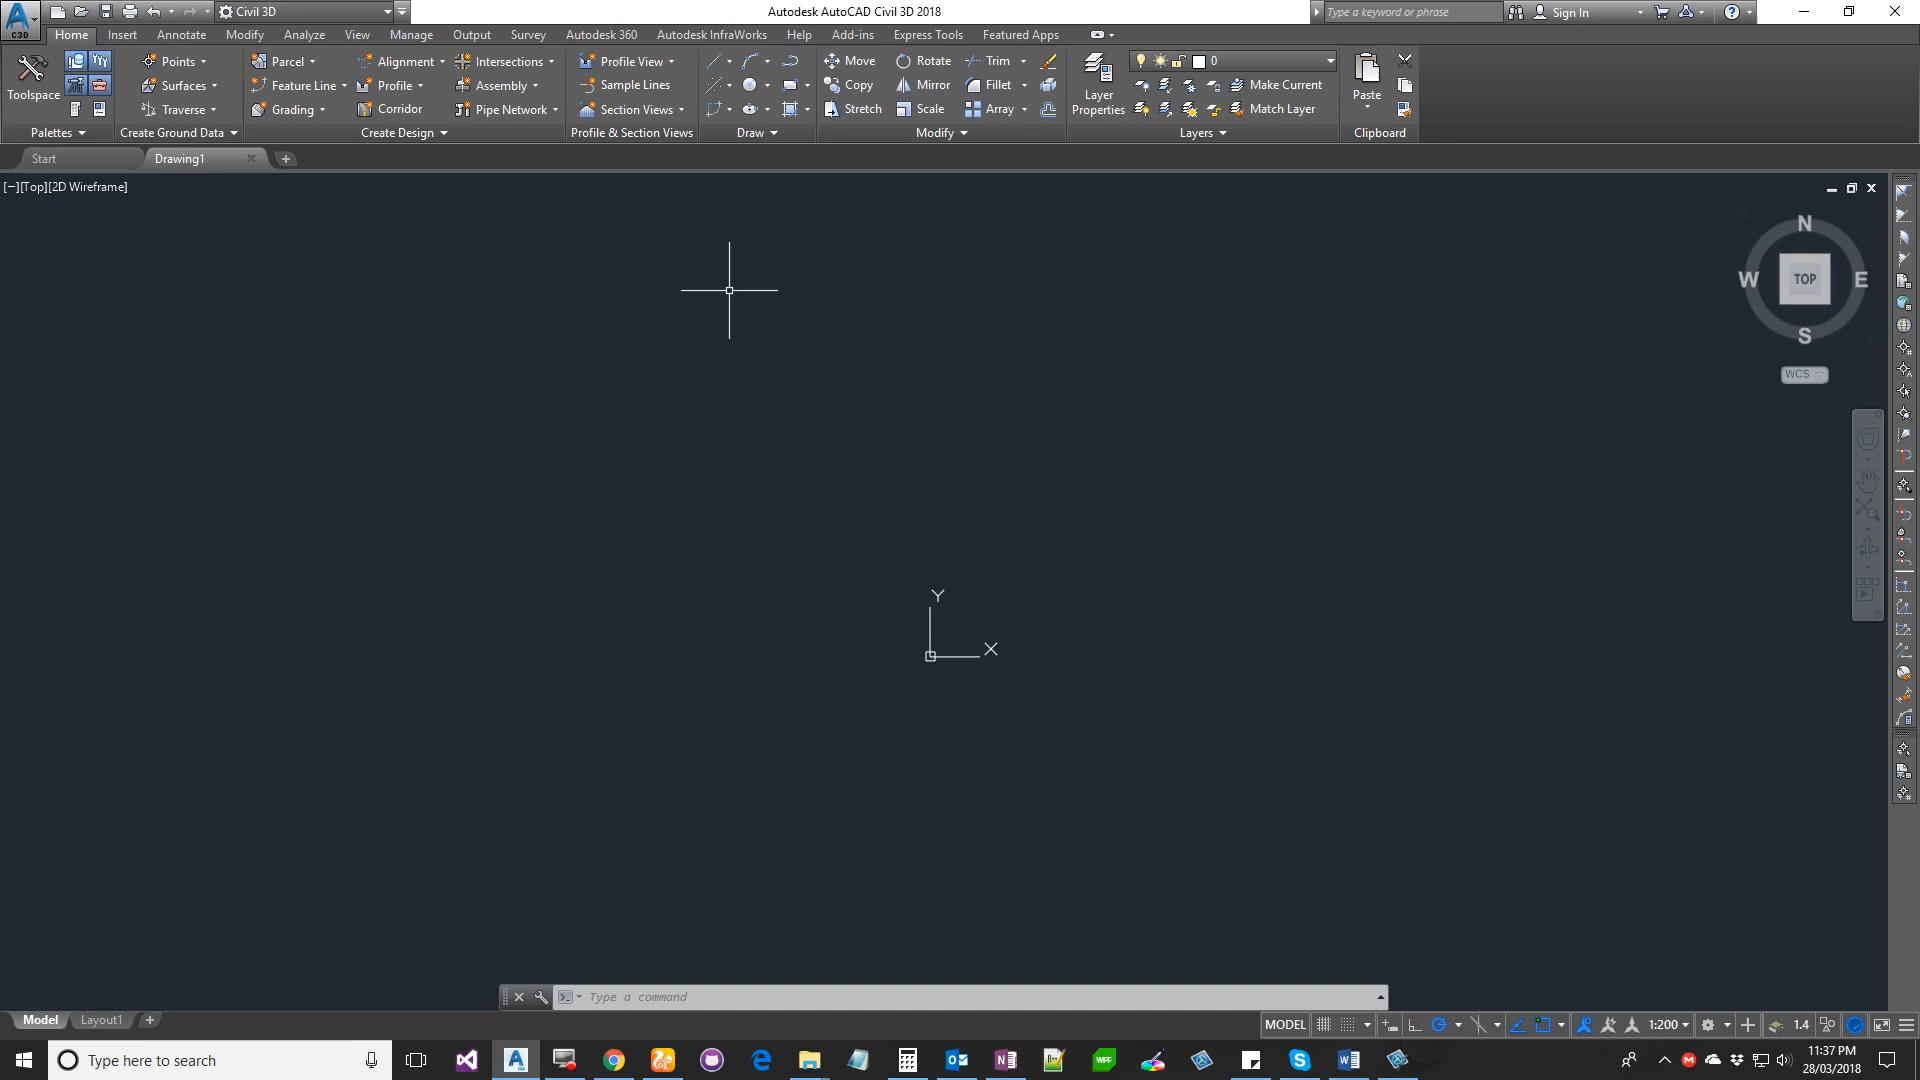 Civil 3D
Autodesk AutoCAD Civil 3D 2018
Type a keyword or phrase
Sign In
C3D
Home Insert Annotate Modify Analyze View Manage Output Survey Autodesk 360 Autodesk InfraWorks Help Add-ins Express Tools Featured Apps
Points Parcel Alignment Intersections Profile View Move Rotate Trim 0
Toolspace Surfaces Feature Line Profile Assembly Sample Lines Copy Mirror Fillet Layer Properties Make Current Paste
Traverse Grading Corridor Pipe Network Section Views Stretch Scale Array Match Layer
Palettes Create Ground Data Create Design Profile & Section Views Draw Modify Layers Clipboard
Start Drawing1
[−][Top][2D Wireframe]
N
W TOP E
S
WCS
Y
X
Type a command
Model Layout1
MODEL 1:200 1.4
Type here to search
11:37 PM
28/03/2018